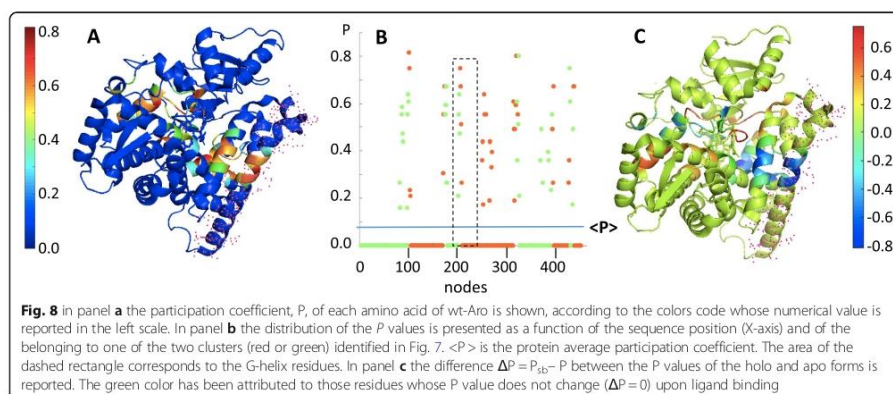 0.8
0.6
0.4
0.2
0.0
A
B
P
1.0
0.8
0.6
0.4
0.2
0.0
0
100
200
300
400
nodes
<P>
C
0.6
0.4
0.2
0.0
-0.2
-0.4
-0.6
-0.8
Fig. 8 in panel a the participation coefficient, P, of each amino acid of wt-Aro is shown, according to the colors code whose numerical value is
reported in the left scale. In panel b the distribution of the P values is presented as a function of the sequence position (X-axis) and of the
belonging to one of the two clusters (red or green) identified in Fig. 7. <P> is the protein average participation coefficient. The area of the
dashed rectangle corresponds to the G-helix residues. In panel c the difference ΔP = Psb– P between the P values of the holo and apo forms is
reported. The green color has been attributed to those residues whose P value does not change (ΔP = 0) upon ligand binding